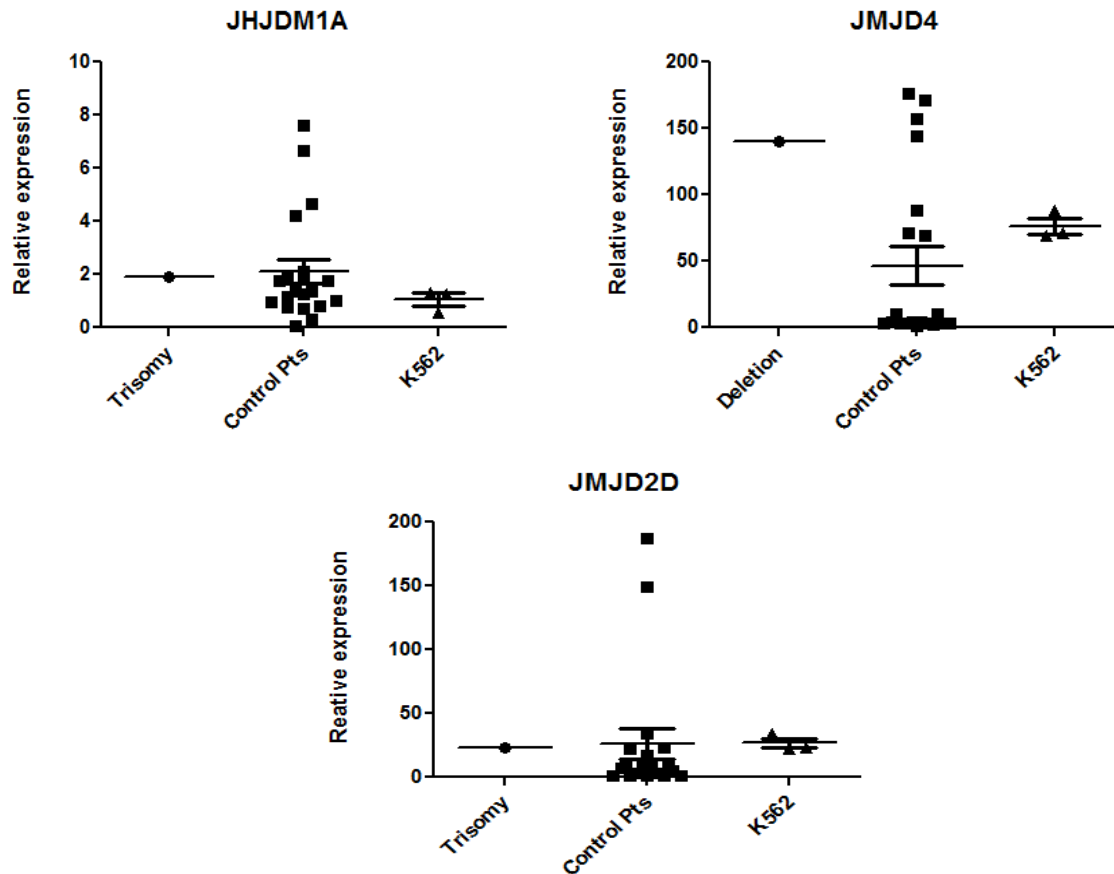 JHJDM1A
Relative expression
10
8
6
4
2
0
Trisomy
Control Pts
K562
JMJD4
Relative expression
200
150
100
50
0
Deletion
Control Pts
K562
JMJD2D
Reative expression
200
150
100
50
0
Trisomy
Control Pts
K562